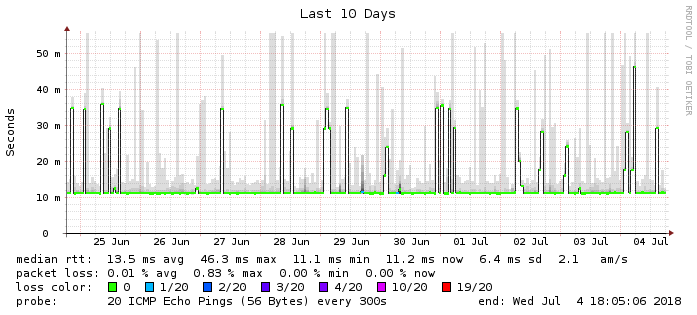 Last 10 Days
RRDTOOL / TOBI OETIKER
Seconds
50 m
40 m
30 m
20 m
10 m
0
25 Jun 26 Jun 27 Jun 28 Jun 29 Jun 30 Jun 01 Jul 02 Jul 03 Jul 04 Jul
median rtt: 13.5 ms avg 46.3 ms max 11.1 ms min 11.2 ms now 6.4 ms sd 2.1 am/s
packet loss: 0.01 % avg 0.83 % max 0.00 % min 0.00 % now
loss color: 0 1/20 2/20 3/20 4/20 10/20 19/20
probe: 20 ICMP Echo Pings (56 Bytes) every 300s end: Wed Jul 4 18:05:06 2018